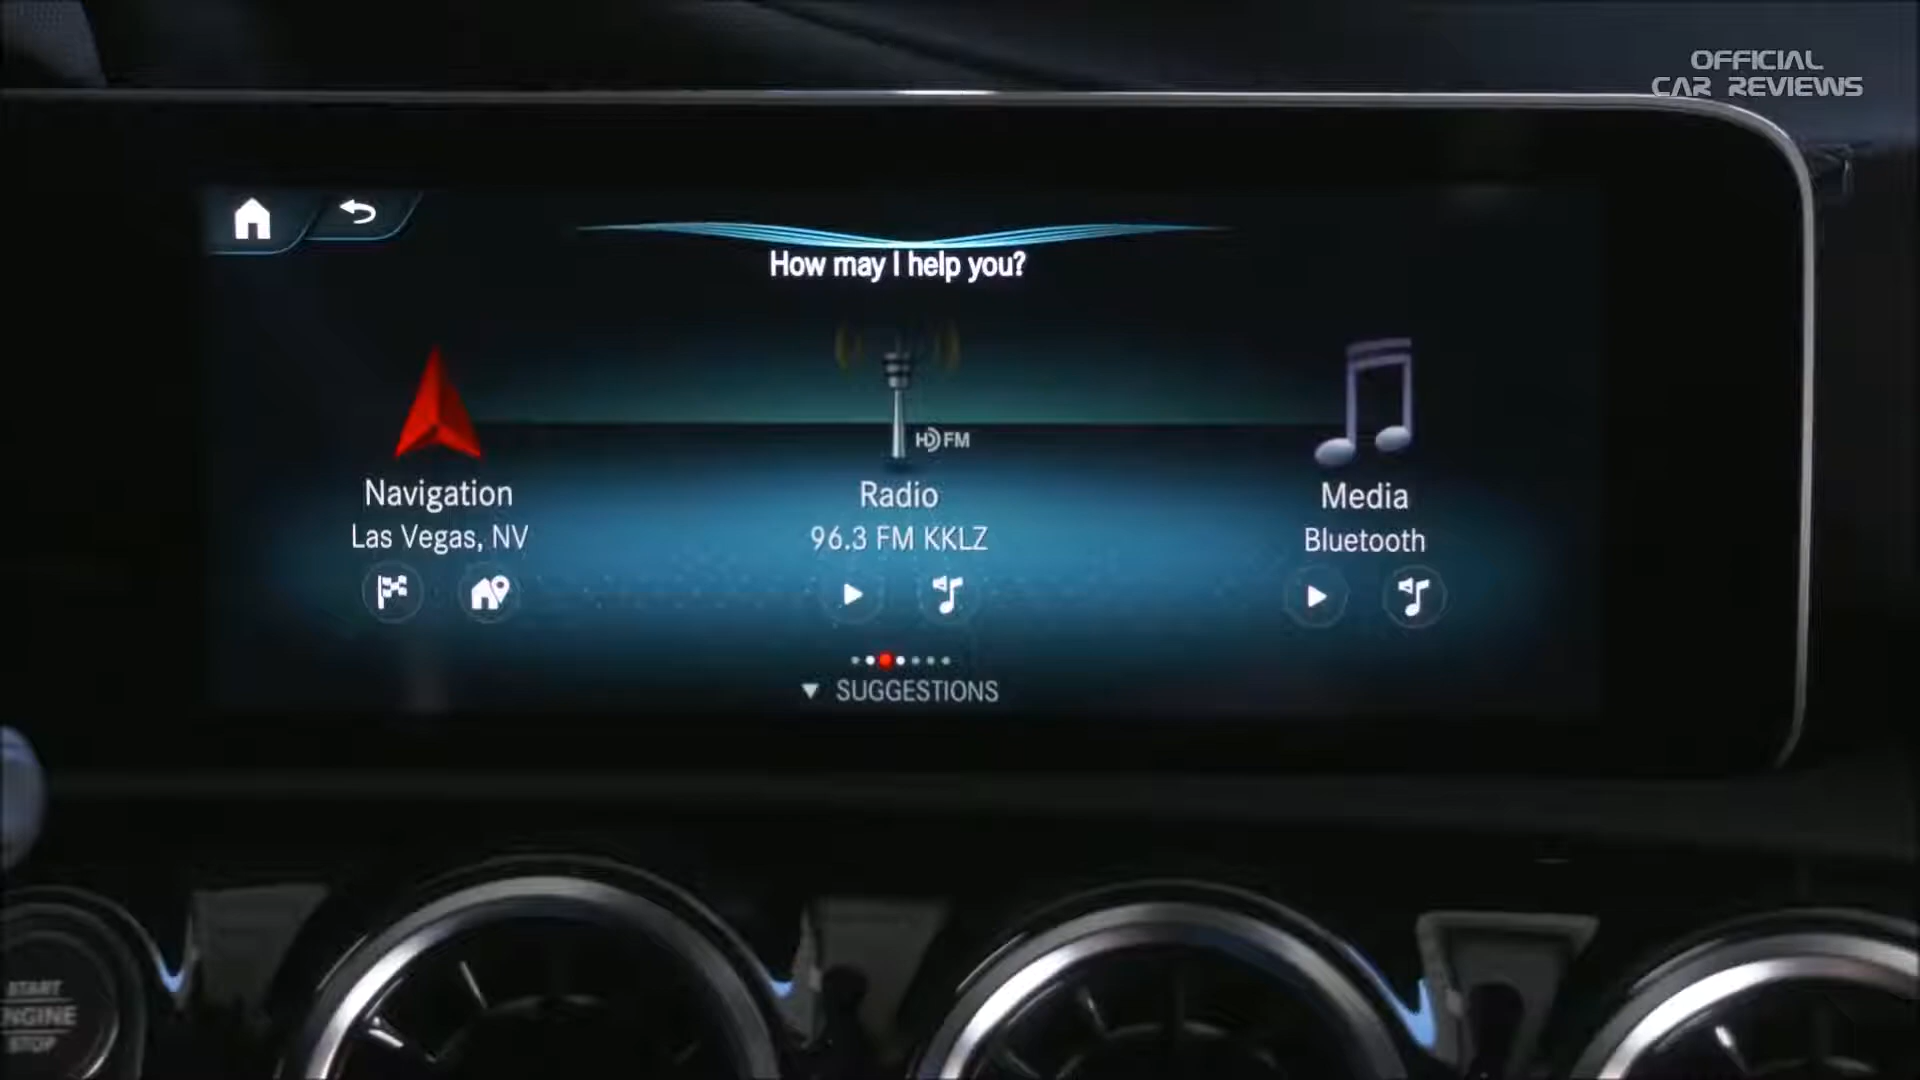 OFFICIAL
CAR REVIEWS
How may I help you?
HD FM
Navigation
Radio
Media
Las Vegas, NV
96.3 FM KKLZ
Bluetooth
SUGGESTIONS
START
ENGINE
STOP